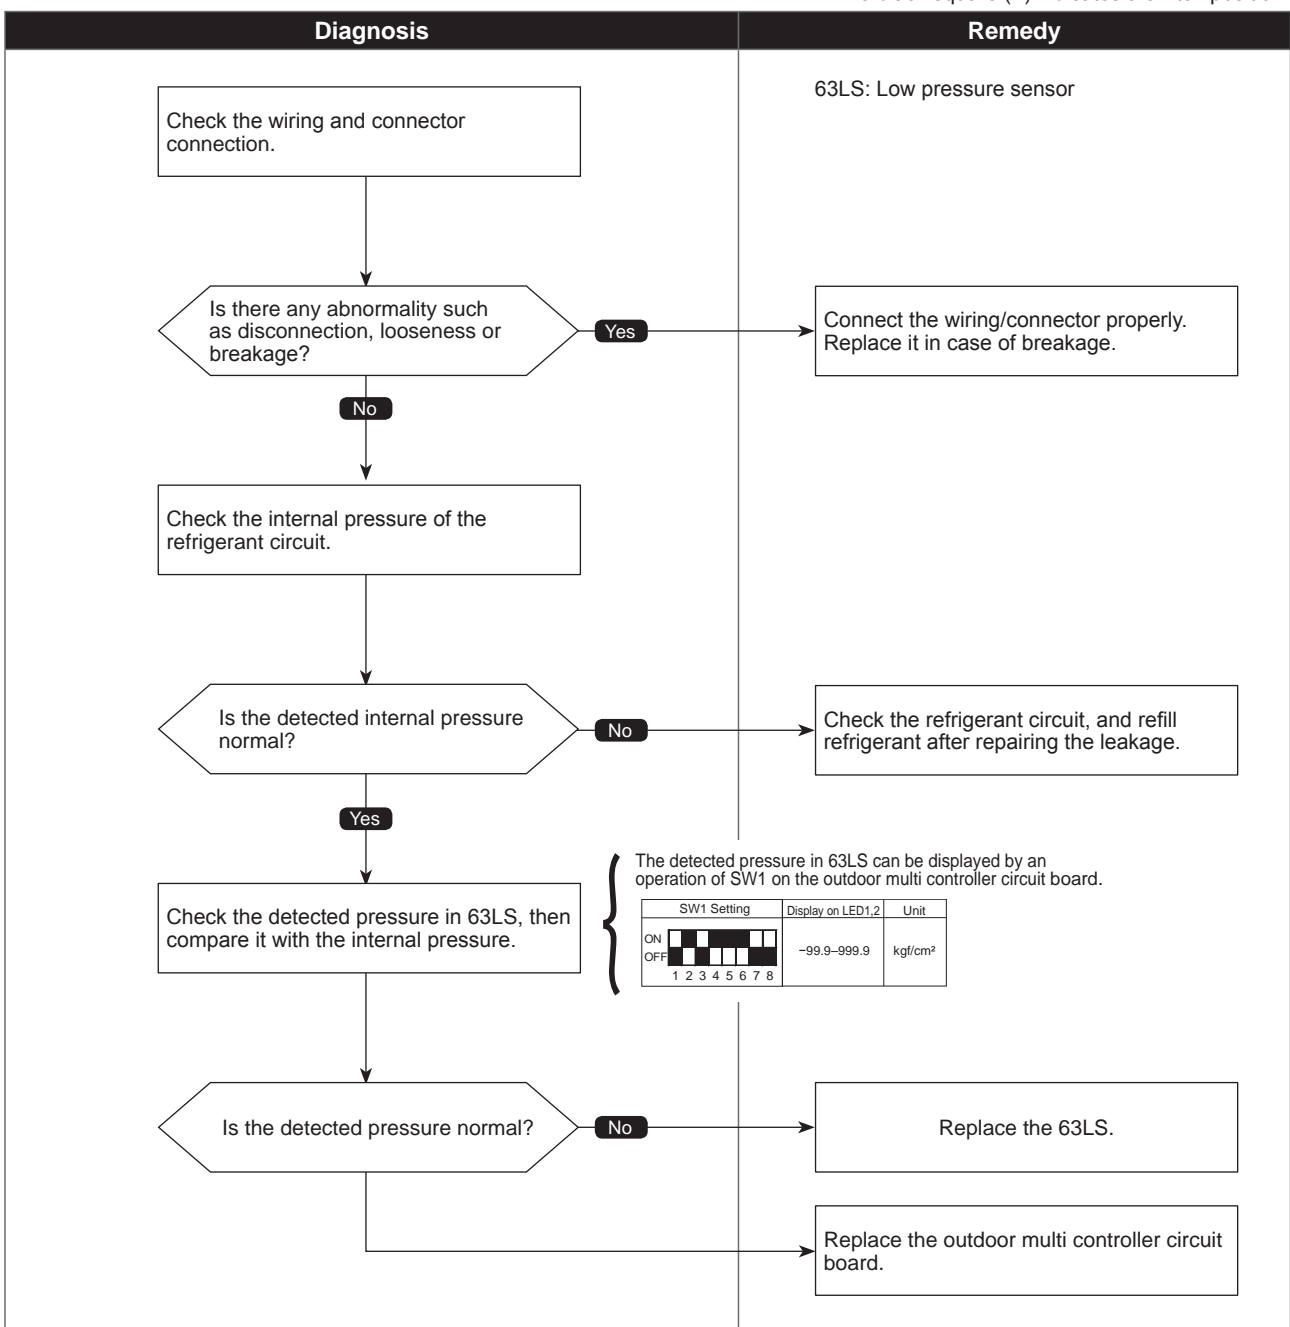 Diagnosis
Remedy
63LS: Low pressure sensor
Check the wiring and connector
connection.
Is there any abnormality such
as disconnection, looseness or
breakage?
Yes
Connect the wiring/connector properly.
Replace it in case of breakage.
No
Check the internal pressure of the
refrigerant circuit.
Is the detected internal pressure
normal?
No
Check the refrigerant circuit, and refill
refrigerant after repairing the leakage.
Yes
Check the detected pressure in 63LS, then
compare it with the internal pressure.
The detected pressure in 63LS can be displayed by an
operation of SW1 on the outdoor multi controller circuit board.
SW1 Setting
Display on LED1,2
Unit
ON
OFF
1 2 3 4 5 6 7 8
−99.9–999.9
kgf/cm²
Is the detected pressure normal?
No
Replace the 63LS.
Replace the outdoor multi controller circuit
board.